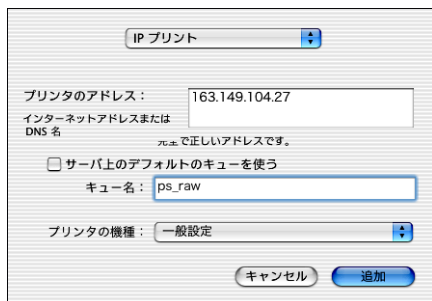 IP プリント
プリンタのアドレス：
163.149.104.27
インターネットアドレスまたは
DNS 名
完全で正しいアドレスです。
サーバ上のデフォルトのキューを使う
キュー名：
ps_raw
プリンタの機種：
一般設定
キャンセル
追加